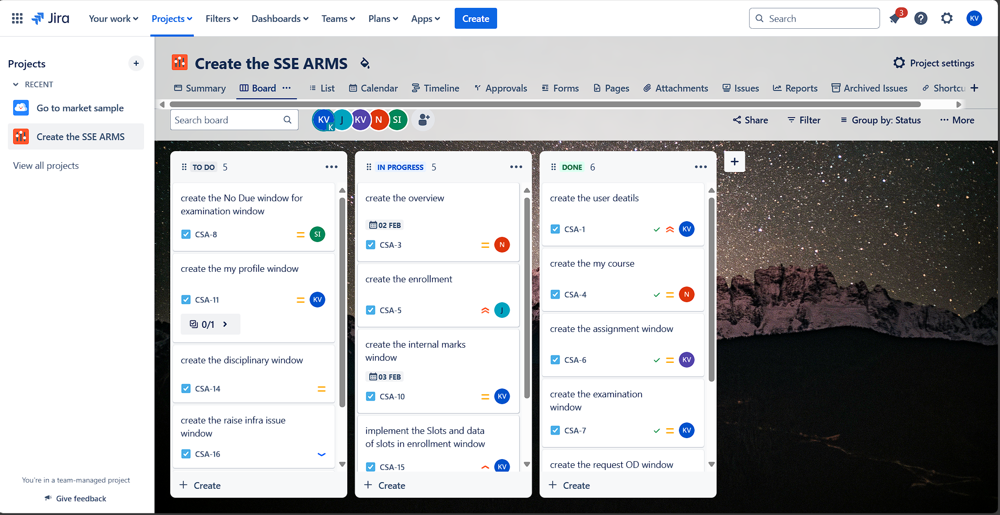 Jira Your work Projects Filters Dashboards Teams Plans Apps Create Search 3 KV
Projects
RECENT
Go to market sample
Create the SSE ARMS
View all projects
You're in a team-managed project
Give feedback
Create the SSE ARMS
Project settings
Summary Board List Calendar Timeline Approvals Forms Pages Attachments Issues Reports Archived Issues Shortcu
Search board KV K J KV N SI Share Filter Group by: Status More
TO DO 5
create the No Due window for
examination window
CSA-8 SI
create the my profile window
CSA-11 KV
0/1
create the disciplinary window
CSA-14
create the raise infra issue
window
CSA-16
Create
IN PROGRESS 5
create the overview
02 FEB
CSA-3 N
create the enrollment
CSA-5 J
create the internal marks
window
03 FEB
CSA-10 KV
implement the Slots and data
of slots in enrollment window
CSA-15 KV
Create
DONE 6
create the user deatils
CSA-1 KV
create the my course
CSA-4 N
create the assignment window
CSA-6 KV
create the examination
window
CSA-7 KV
create the request OD window
Create